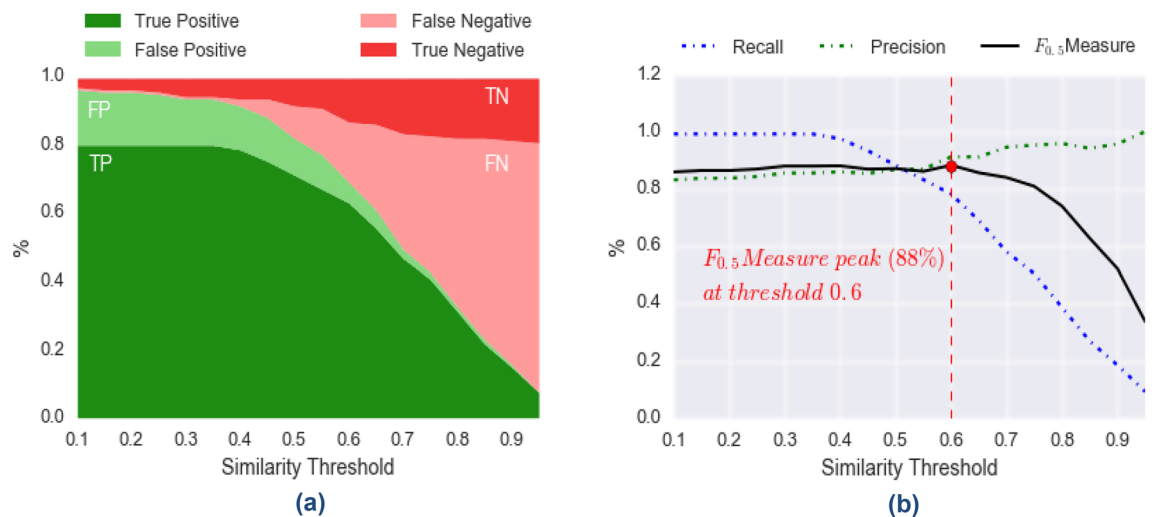 True Positive
False Negative
False Positive
True Negative
1.0
0.8
0.6
0.4
0.2
0.0
%
FP
TP
TN
FN
0.1 0.2 0.3 0.4 0.5 0.6 0.7 0.8 0.9
Similarity Threshold
(a)
Recall Precision F0.5Measure
1.2
1.0
0.8
0.6
0.4
0.2
0.0
%
F0.5Measure peak (88%)
at threshold 0.6
0.1 0.2 0.3 0.4 0.5 0.6 0.7 0.8 0.9
Similarity Threshold
(b)